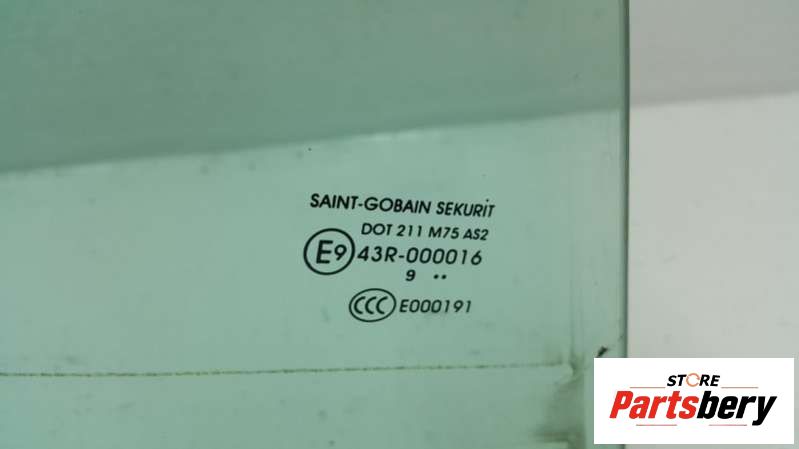 SAINT-GOBAIN SEKURIT
DOT 211 M75 AS2
E9 43R-000016
9 ..
CCC E000191
STORE
Partsbery